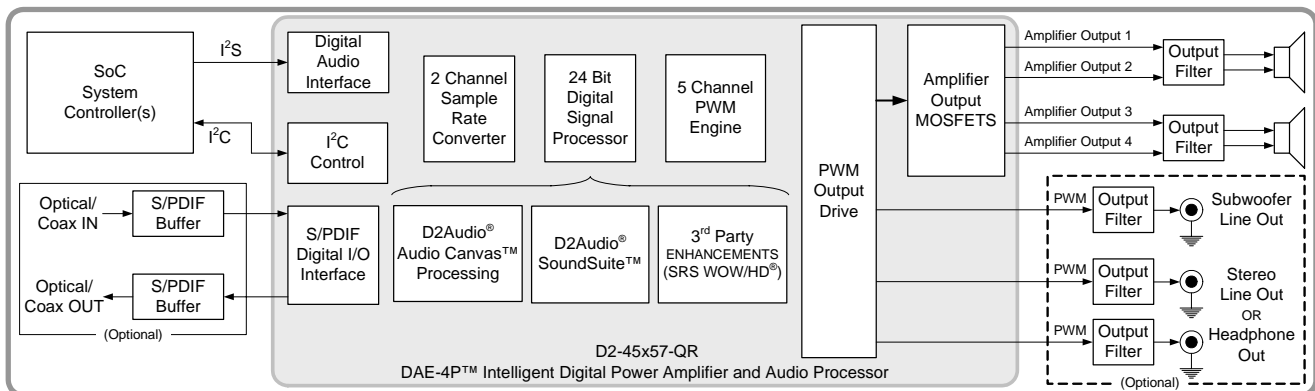 SoC
System
Controller(s)
I²S
I²C
Digital
Audio
Interface
I²C
Control
2 Channel
Sample
Rate
Converter
24 Bit
Digital
Signal
Processor
5 Channel
PWM
Engine
PWM
Output
Drive
Amplifier
Output
MOSFETS
Amplifier Output 1
Amplifier Output 2
Output
Filter
Amplifier Output 3
Amplifier Output 4
Output
Filter
Optical/
Coax IN
S/PDIF
Buffer
Optical/
Coax OUT
S/PDIF
Buffer
(Optional)
S/PDIF
Digital I/O
Interface
D2Audio®
Audio Canvas™
Processing
D2Audio®
SoundSuite™
3rd Party
ENHANCEMENTS
(SRS WOW/HD®)
PWM
Output
Filter
Subwoofer
Line Out
PWM
Output
Filter
Stereo
Line Out
OR
Headphone
Out
PWM
Output
Filter
(Optional)
D2-45x57-QR
DAE-4P™ Intelligent Digital Power Amplifier and Audio Processor